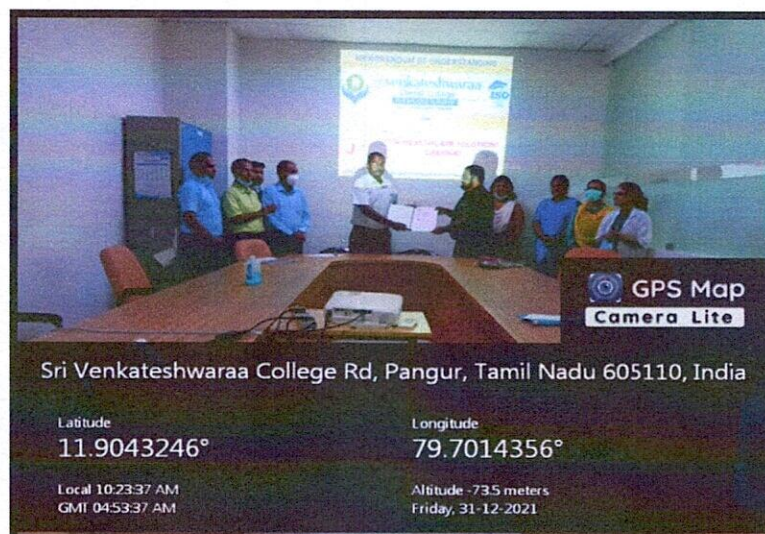 MEMORANDUM OF UNDERSTANDING
venkateshwaraa
ISO
GPS Map
Camera Lite
Sri Venkateshwaraa College Rd, Pangur, Tamil Nadu 605110, India
Latitude
11.9043246°
Longitude
79.7014356°
Local 10:23:37 AM
GMT 04:53:37 AM
Altitude -73.5 meters
Friday, 31-12-2021